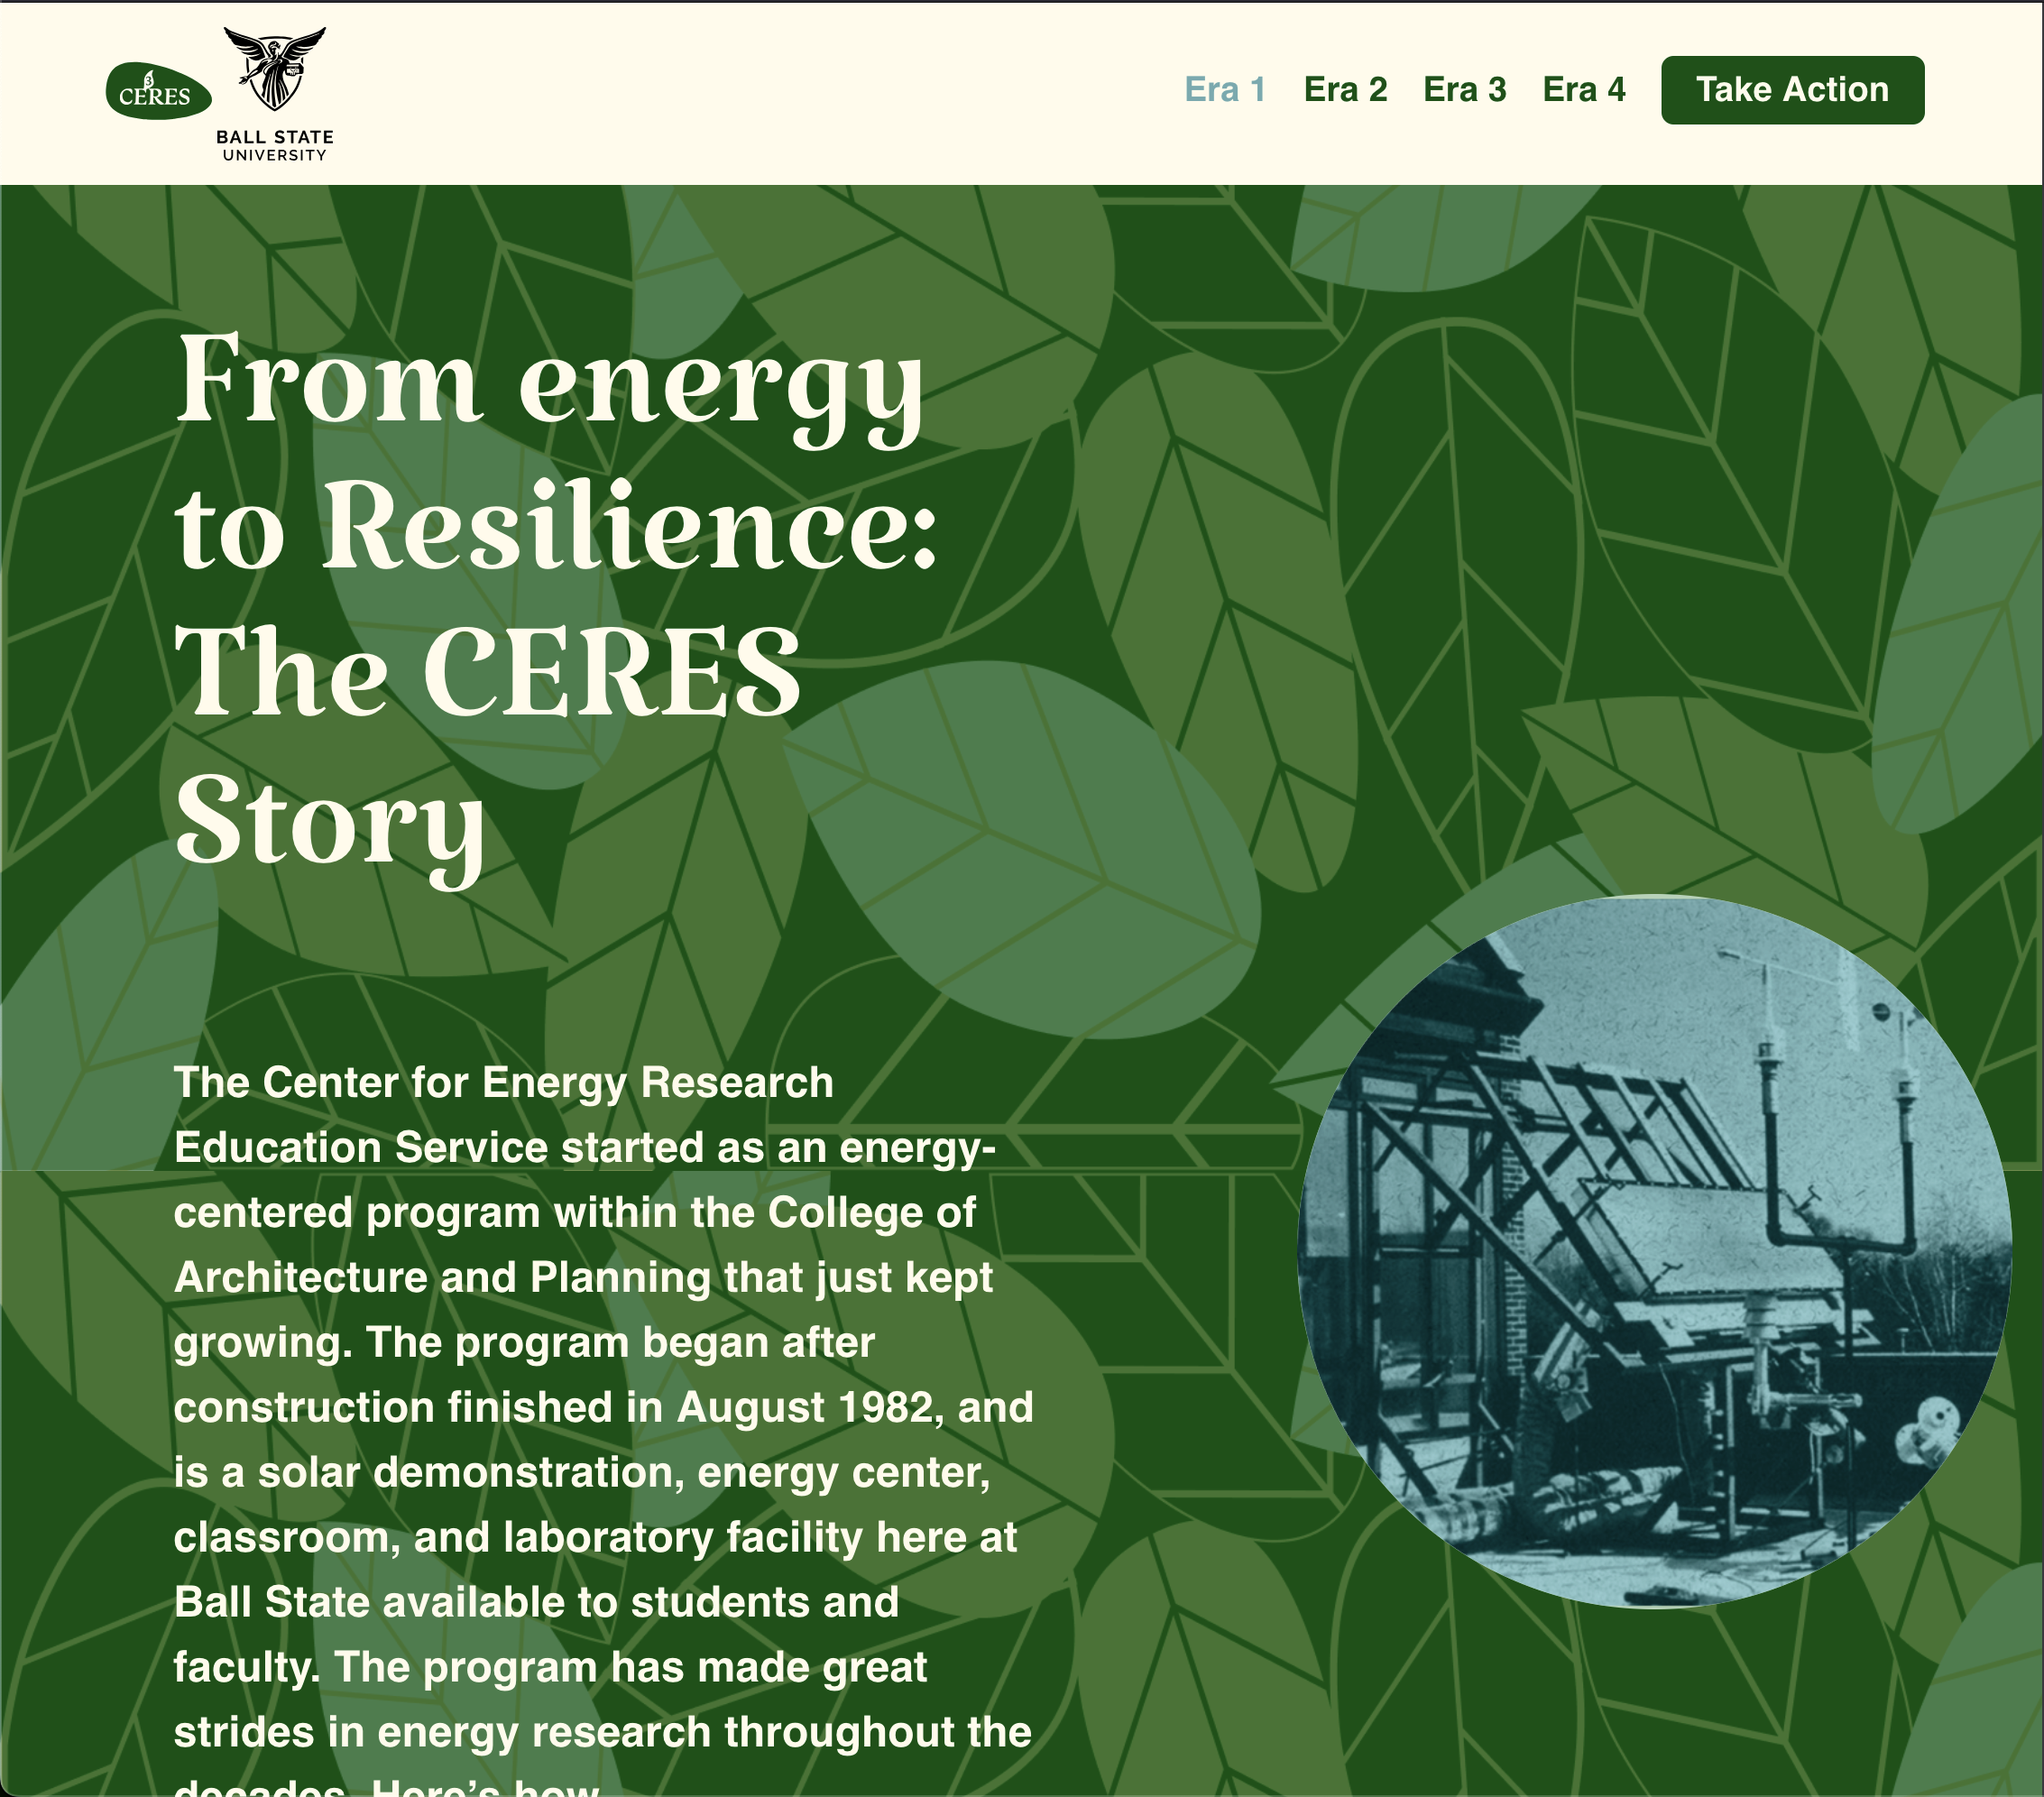 CERES
BALL STATE
UNIVERSITY
Era 1 Era 2 Era 3 Era 4 Take Action
From energy
to Resilience:
The CERES
Story
The Center for Energy Research
Education Service started as an energy-
centered program within the College of
Architecture and Planning that just kept
growing. The program began after
construction finished in August 1982, and
is a solar demonstration, energy center,
classroom, and laboratory facility here at
Ball State available to students and
faculty. The program has made great
strides in energy research throughout the
decades. Here’s how